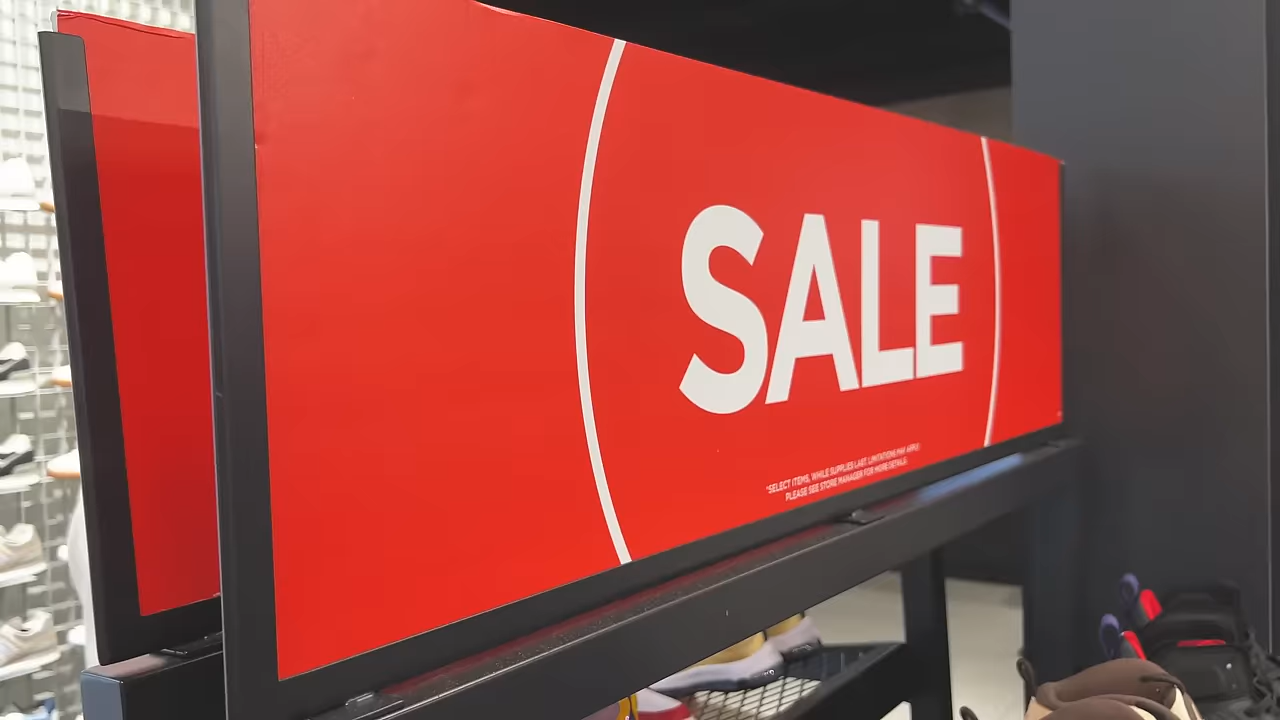 SALE
*SELECT ITEMS, WHILE SUPPLIES LAST. LIMITATIONS MAY APPLY.
PLEASE SEE STORE MANAGER FOR MORE DETAILS.